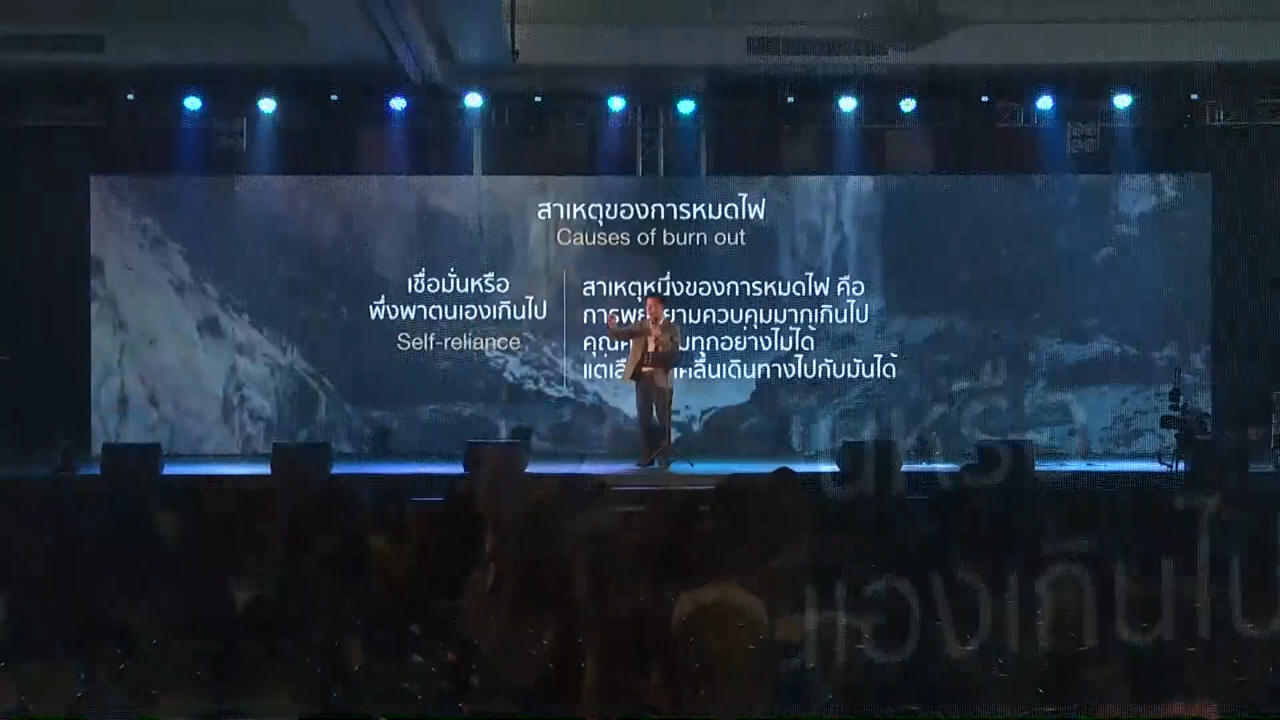 สาเหตุของการหมดไฟ
Causes of burn out
เชื่อมั่นหรือ
พึ่งพาตนเองเกินไป
Self-reliance
สาเหตุหนึ่งของการหมดไฟ คือ
ควบคุมมากเกินไป
ทุกอย่างไม่ได้
คลื่นเดินทางไปกับมันได้